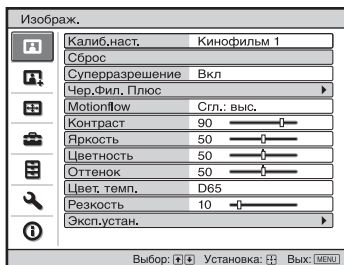 Изображ.
Калиб.наст. Кинофильм 1
Сброс
Суперразрешение Вкл
Чер.Фил. Плюс
Motionflow Сгл.: выс.
Контраст 90
Яркость 50
Цветность 50
Оттенок 50
Цвет. темп. D65
Резкость 10
Эксп.устан.
Выбор: Установка: Вых: MENU